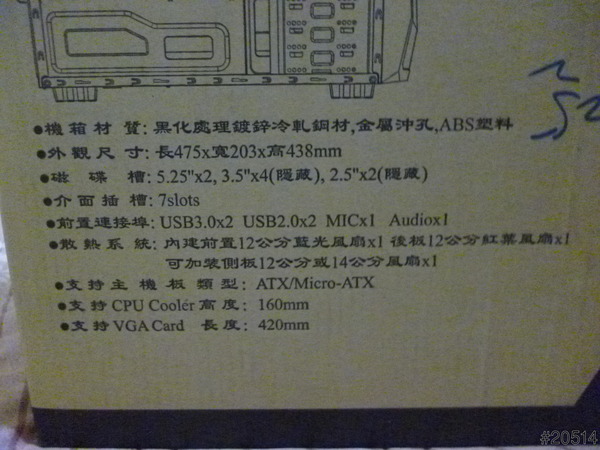 ●機箱材質:黑化處理鍍鋅冷軋鋼材,金屬沖孔,ABS塑料
●外觀尺寸:長475x寬203x高438mm
●磁碟槽:5.25"x2, 3.5"x4(隱藏), 2.5"x2(隱藏)
●介面插槽:7slots
●前置連接埠:USB3.0x2 USB2.0x2 MICx1 Audiox1
●散熱系統:內建前置12公分藍光風扇x1 後板12公分紅葉風扇x1
可加裝側板12公分或14公分風扇x1
●支持主機板類型:ATX/Micro-ATX
●支持CPU Cooler高度:160mm
●支持VGA Card 長度:420mm
#20514